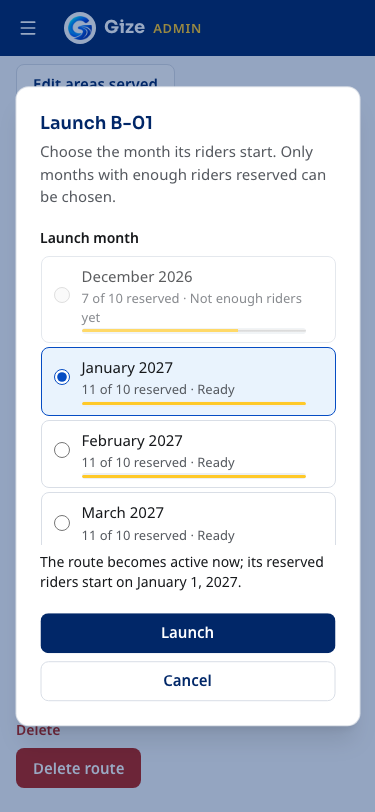 Gize ADMIN
Edit areas served
Launch B-01
Choose the month its riders start. Only
months with enough riders reserved can
be chosen.
Launch month
December 2026
7 of 10 reserved · Not enough riders
yet
January 2027
11 of 10 reserved · Ready
February 2027
11 of 10 reserved · Ready
March 2027
11 of 10 reserved · Ready
The route becomes active now; its reserved
riders start on January 1, 2027.
Launch
Cancel
Delete
Delete route